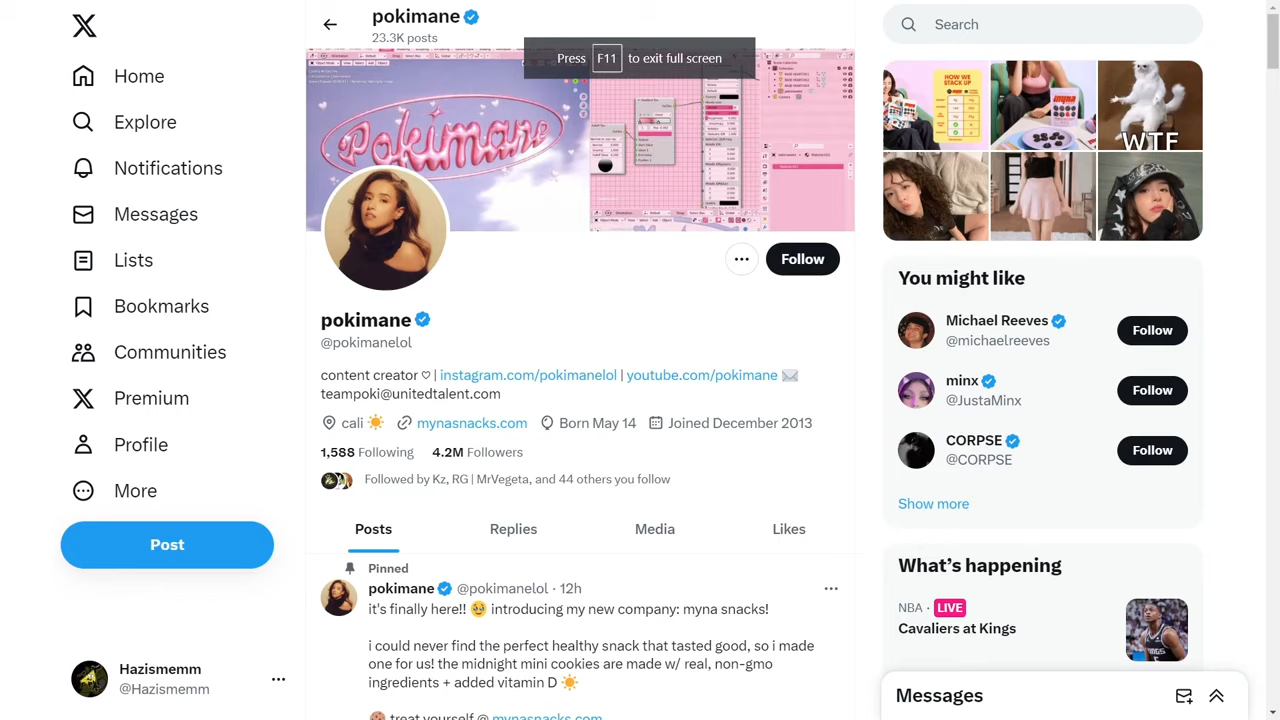 Home
Explore
Notifications
Messages
Lists
Bookmarks
Communities
Premium
Profile
More
Post
Hazismemm
@Hazismemm
pokimane
23.3K posts
Press F11 to exit full screen
Pokimane
Follow
pokimane
@pokimanelol
content creator ♡ | instagram.com/pokimanelol | youtube.com/pokimane ✉️
teampoki@unitedtalent.com
cali ☀️ mynasnacks.com Born May 14 Joined December 2013
1,588 Following 4.2M Followers
Followed by Kz, RG | MrVegeta, and 44 others you follow
Posts Replies Media Likes
Pinned
pokimane @pokimanelol · 12h
it's finally here!! 🥹 introducing my new company: myna snacks!
i could never find the perfect healthy snack that tasted good, so i made
one for us! the midnight mini cookies are made w/ real, non-gmo
ingredients + added vitamin D ☀️
🍪 treat yourself @ mynasnacks.com
Search
HOW WE
STACK UP
myna
WTF
You might like
Michael Reeves
@michaelreeves
Follow
minx
@JustaMinx
Follow
CORPSE
@CORPSE
Follow
Show more
What's happening
NBA · LIVE
Cavaliers at Kings
Messages